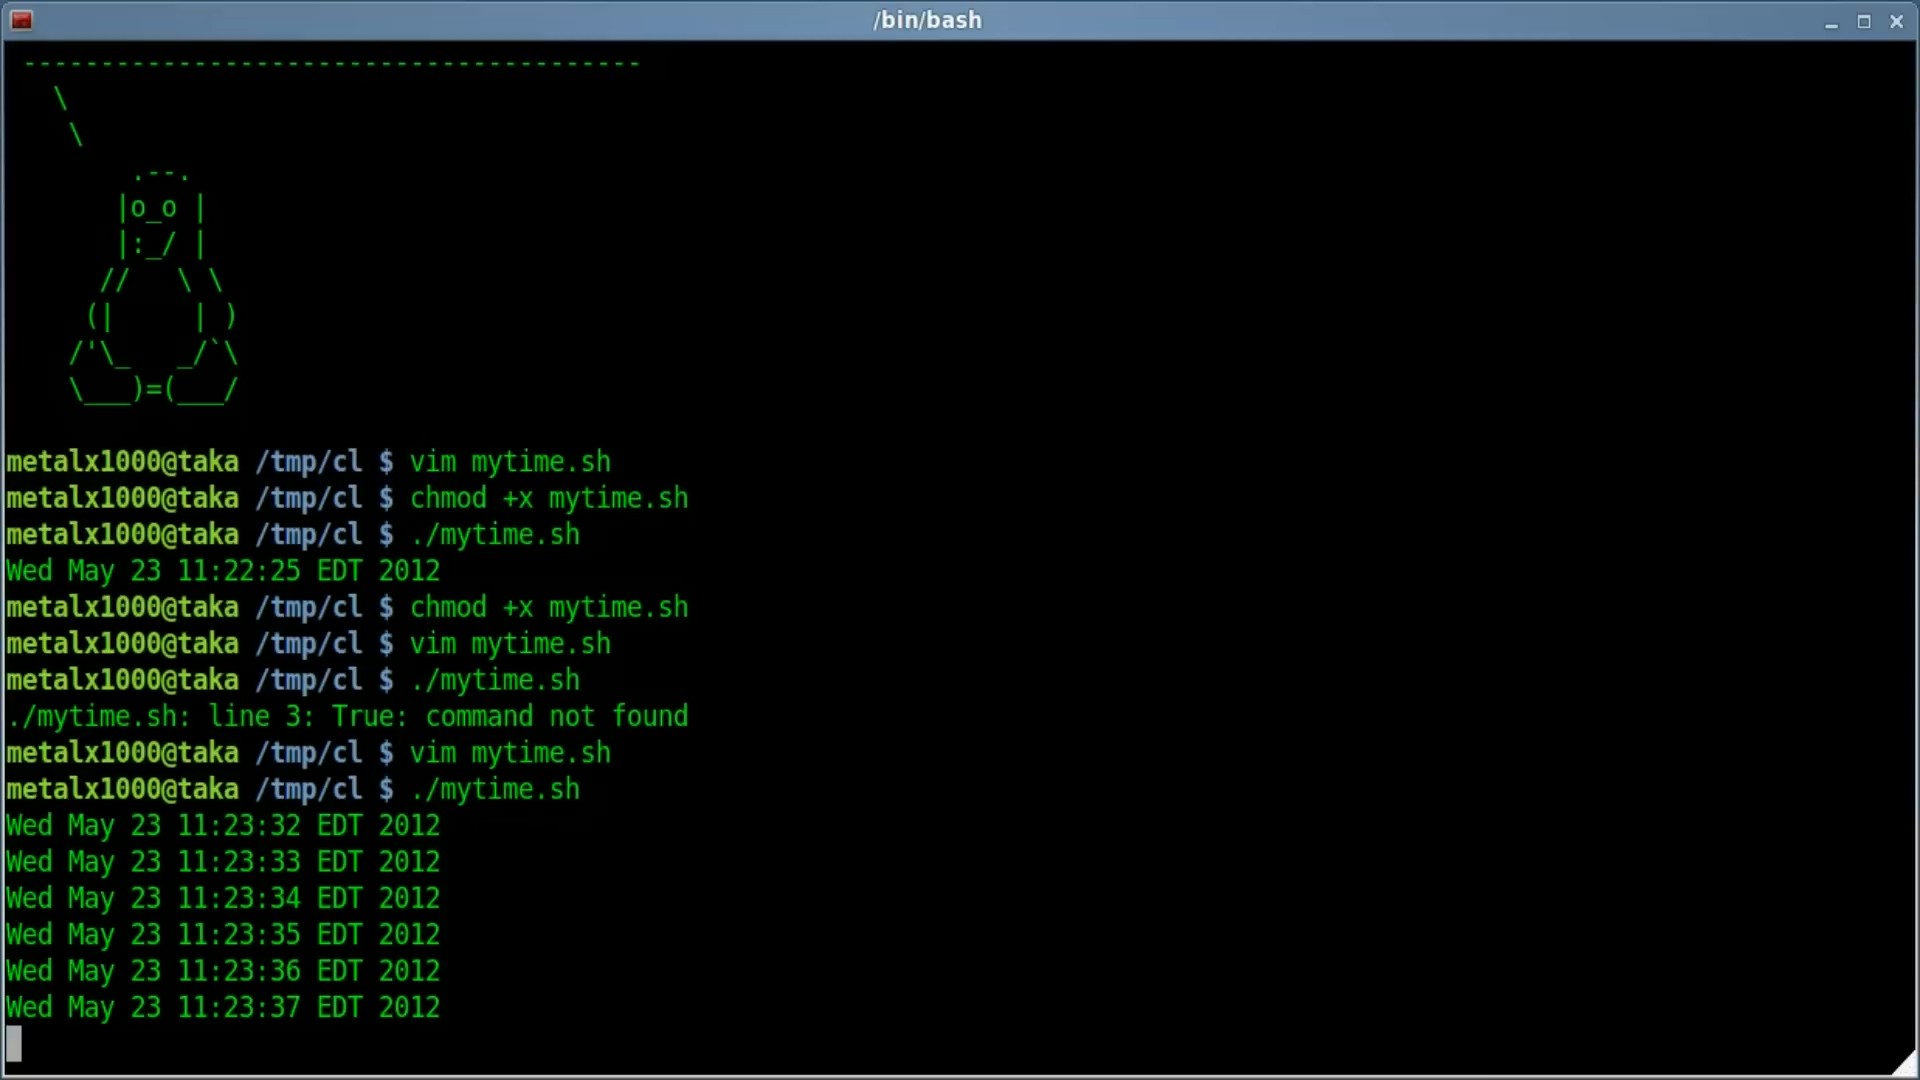 /bin/bash
----------------------------------------
   \
    \
        .--.
       |o_o |
       |:_/ |
      //   \ \
     (|     | )
    /'\_   _/`\
    \___)=(___/
metalx1000@taka /tmp/cl $ vim mytime.sh
metalx1000@taka /tmp/cl $ chmod +x mytime.sh
metalx1000@taka /tmp/cl $ ./mytime.sh
Wed May 23 11:22:25 EDT 2012
metalx1000@taka /tmp/cl $ chmod +x mytime.sh
metalx1000@taka /tmp/cl $ vim mytime.sh
metalx1000@taka /tmp/cl $ ./mytime.sh
./mytime.sh: line 3: True: command not found
metalx1000@taka /tmp/cl $ vim mytime.sh
metalx1000@taka /tmp/cl $ ./mytime.sh
Wed May 23 11:23:32 EDT 2012
Wed May 23 11:23:33 EDT 2012
Wed May 23 11:23:34 EDT 2012
Wed May 23 11:23:35 EDT 2012
Wed May 23 11:23:36 EDT 2012
Wed May 23 11:23:37 EDT 2012